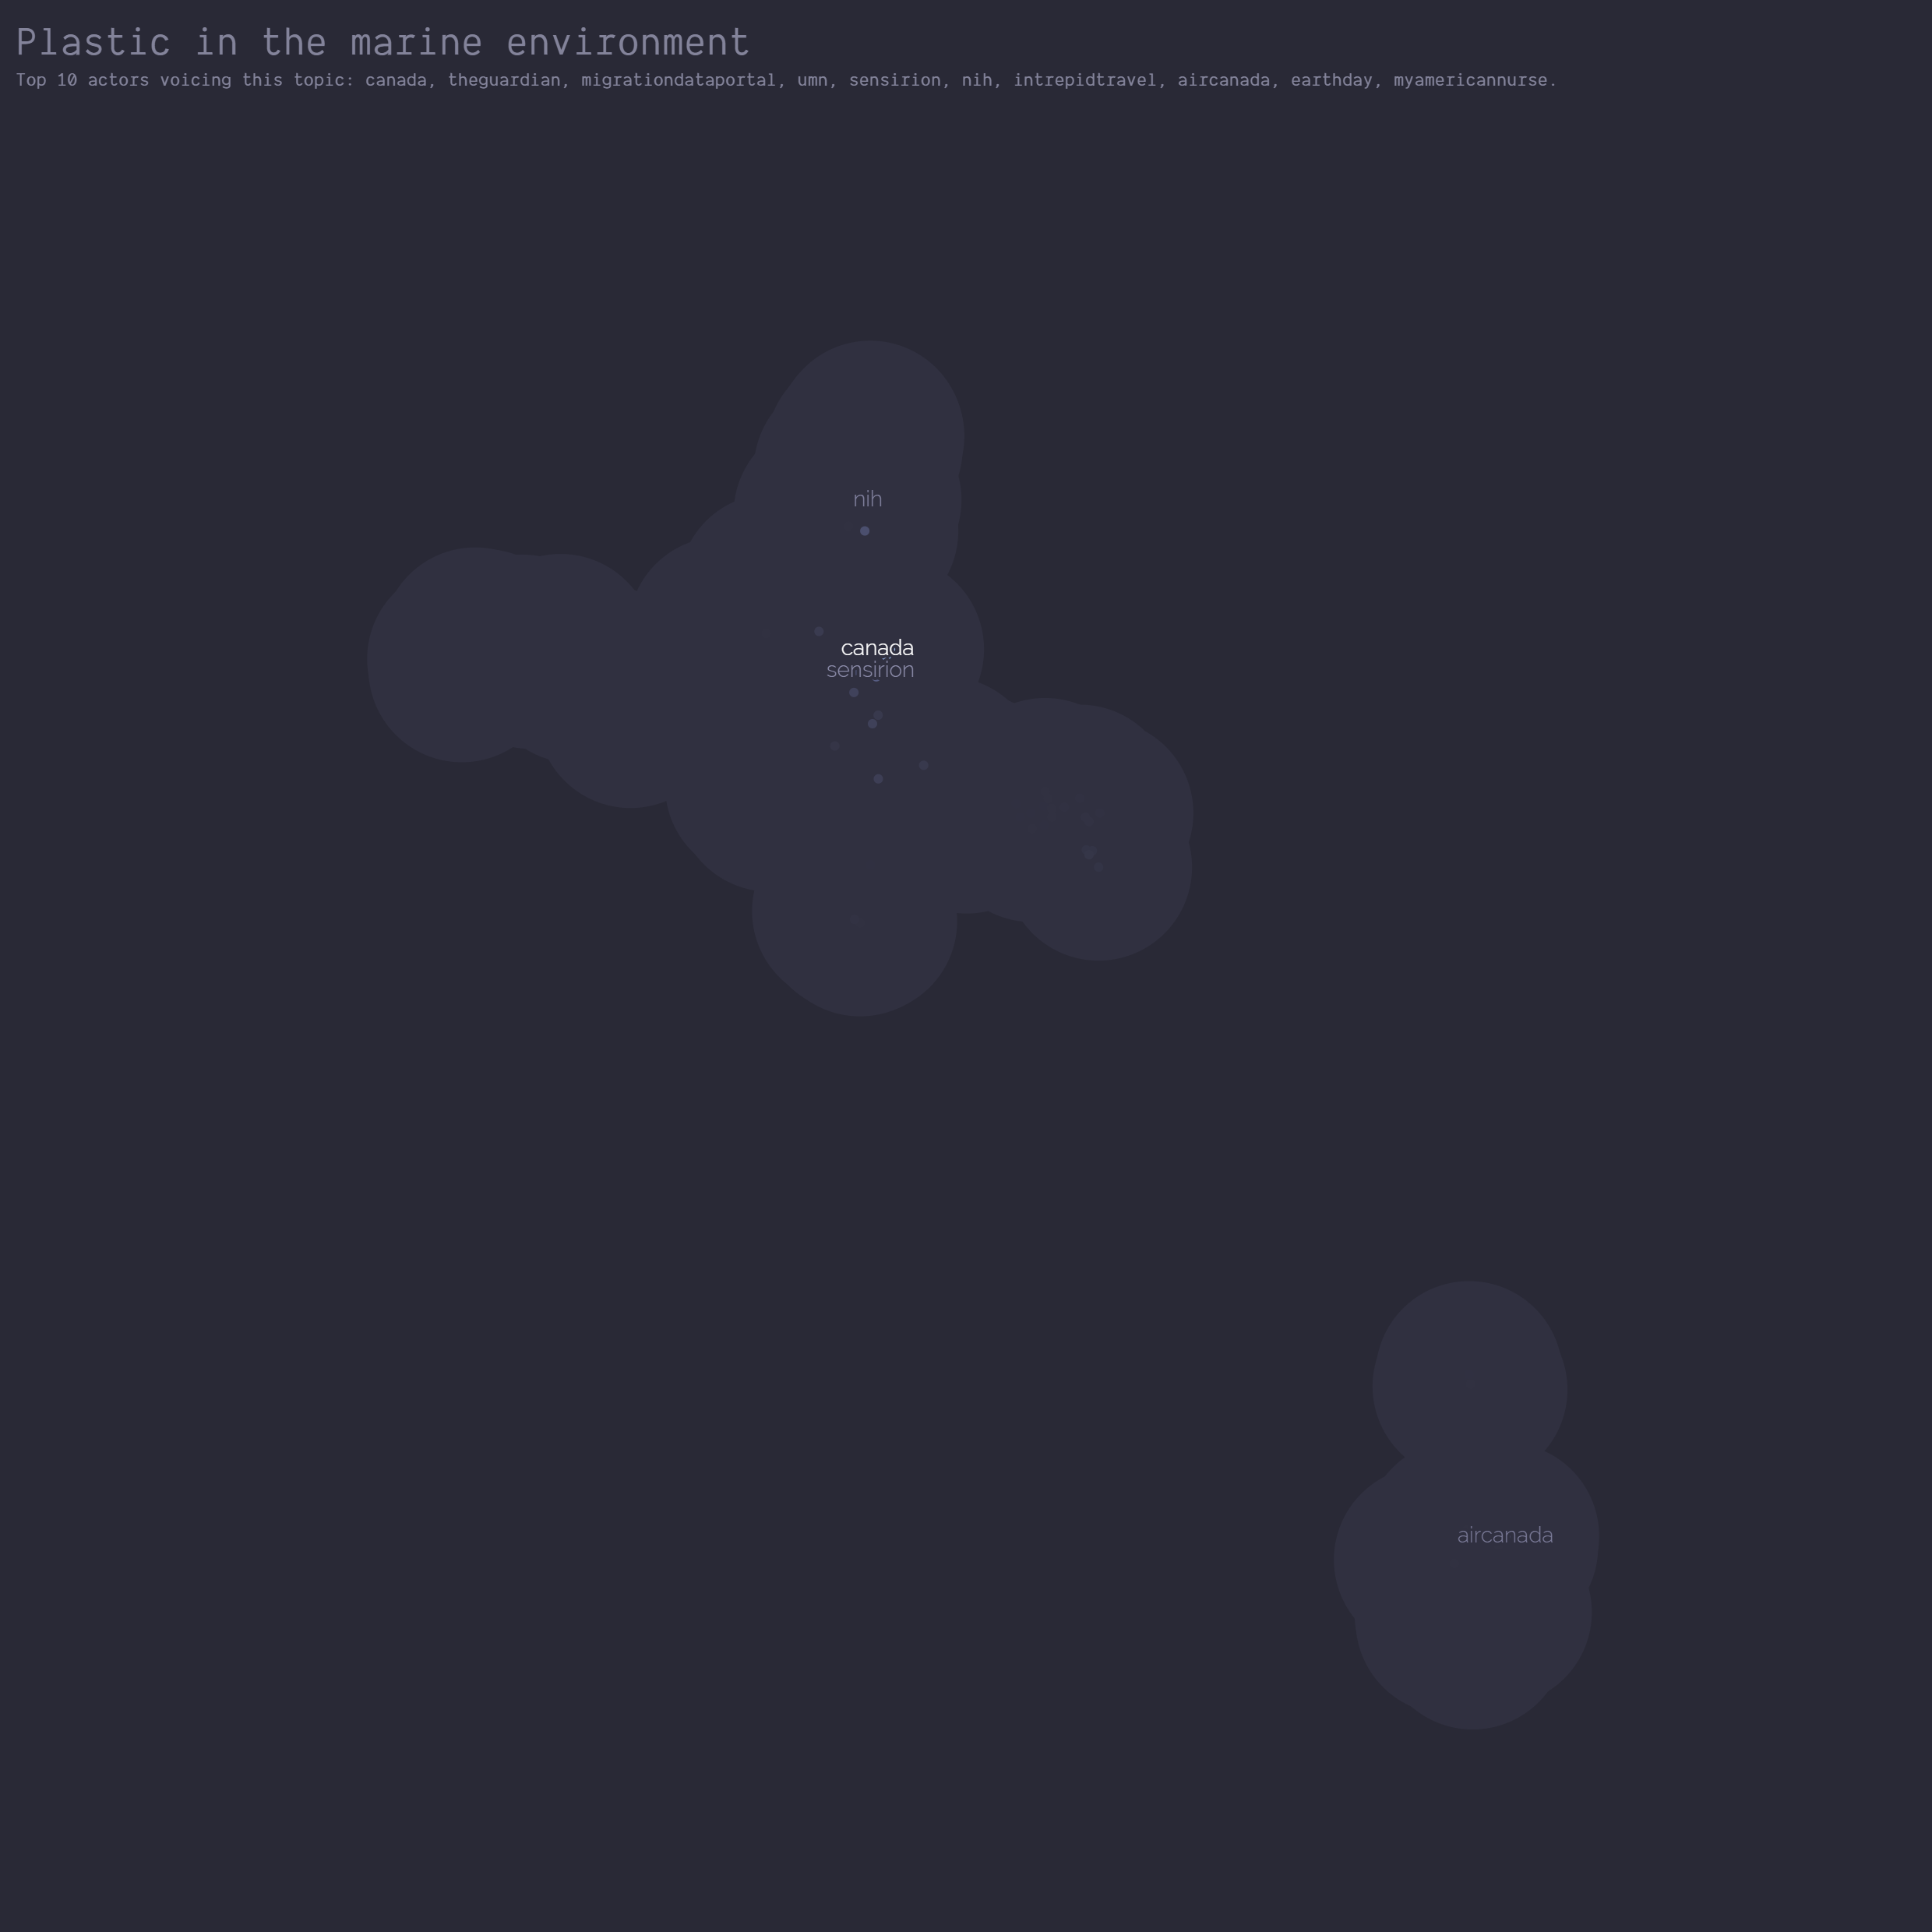 Plastic in the marine environment
Top 10 actors voicing this topic: canada, theguardian, migrationdataportal, umn, sensirion, nih, intrepidtravel, aircanada, earthday, myamericannurse.
nih
canada
sensirion
aircanada